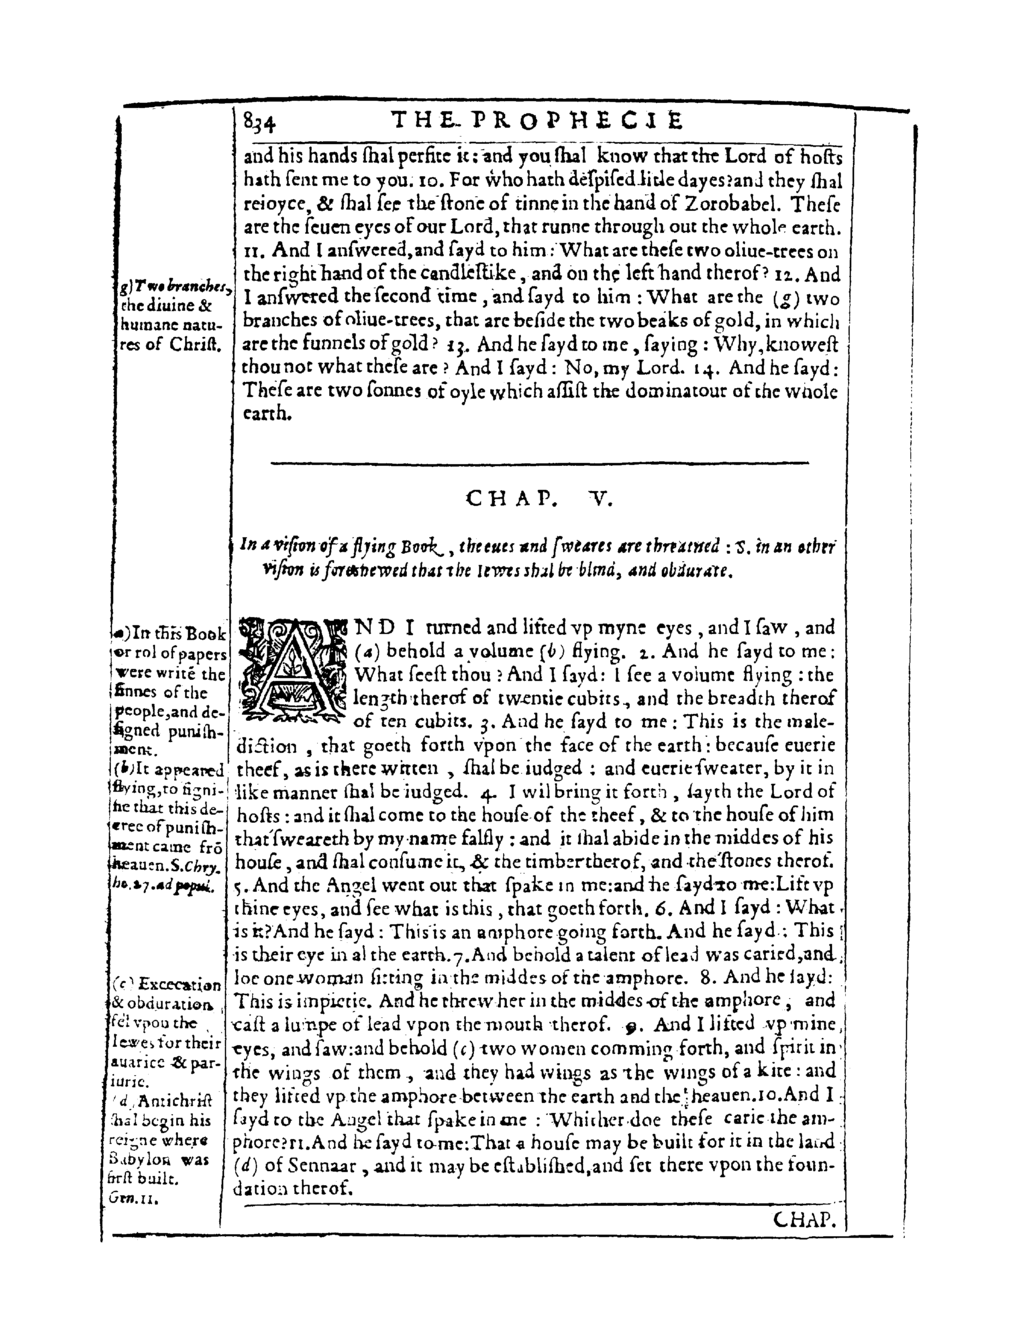 834 THE PROPHECIE
and his hands ſhal perfite it: and you ſhal know that the Lord of hoſts
hath ſent me to you. 10. For who hath deſpiſed litle dayes? and they ſhal
reioyce, & ſhal ſee the ſtone of tinne in the hand of Zorobabel. Theſe
are the ſeuen eyes of our Lord, that runne through out the whole earth.
11. And I anſwered, and ſayd to him: What are theſe two oliue-trees on
the right hand of the candleſtike, and on the left hand therof? 12. And
I anſwered the ſecond time, and ſayd to him: What are the (g) two
branches of oliue-trees, that are beſide the two beakes of gold, in which
are the funnels of gold? 13. And he ſayd to me, ſaying: Why, knoweſt
thou not what theſe are? And I ſayd: No, my Lord. 14. And he ſayd:
Theſe are two ſonnes of oyle which aſſiſt the dominatour of the whole
earth.
g) Two branches,
the diuine &
humane natu-
res of Chriſt.
CHAP. V.
In a viſion of a flying Book, theeues and ſweares are threatned: 5. in an other
viſion is foreshewed that the Iewes shal be blind, and obdurate.
AND I turned and lifted vp myne eyes, and I ſaw, and
(a) behold a volume (b) flying. 2. And he ſayd to me:
What ſeeſt thou? And I ſayd: I ſee a volume flying: the
length therof of twentie cubits, and the breadth therof
of ten cubits. 3. And he ſayd to me: This is the male-
diction, that goeth forth vpon the face of the earth: becauſe euerie
theef, as is there written, ſhal be iudged: and euerie ſweater, by it in
like manner ſhal be iudged. 4. I wil bring it forth, ſayth the Lord of
hoſts: and it ſhal come to the houſe of the theef, & to the houſe of him
that ſweareth by my name falſly: and it ſhal abide in the middes of his
houſe, and ſhal conſume it, & the timber therof, and the ſtones therof.
5. And the Angel went out that ſpake in me: and he ſayd to me: Lift vp
thine eyes, and ſee what is this, that goeth forth. 6. And I ſayd: What
is it? And he ſayd: This is an amphore going forth. And he ſayd: This
is their eye in al the earth. 7. And behold a talent of lead was caried, and
loe one woman ſitting in the middes of the amphore. 8. And he ſayd:
This is impietie. And he threw her in the middes of the amphore, and
caſt a lumpe of lead vpon the mouth therof. 9. And I lifted vp mine
eyes, and ſaw: and behold (c) two women comming forth, and ſpirit in
the wings of them, and they had wings as the wings of a kite: and
they lifted vp the amphore between the earth and the heauen. 10. And I
ſayd to the Angel that ſpake in me: Whither doe theſe carie the am-
phore? 11. And he ſayd to me: That a houſe may be built for it in the land
(d) of Sennaar, and it may be eſtabliſhed, and ſet there vpon the foun-
dation therof.
a) In this Book
or rol of papers
were writẽ the
ſinnes of the
people, and de-
ſigned puniſh-
ment.
(b) It appeared
flying, to ſigni-
fie that this de-
cree of puniſh-
ment came frõ
heauen. S. Chry.
ho. 27. ad popul.
(c) Excecation
& obduration
fel vpon the
Iewes for their
auarice & par-
iurie.
d, Antichriſt
ſhal begin his
reigne where
Babylon was
firſt built.
Gen. 11.
CHAP.